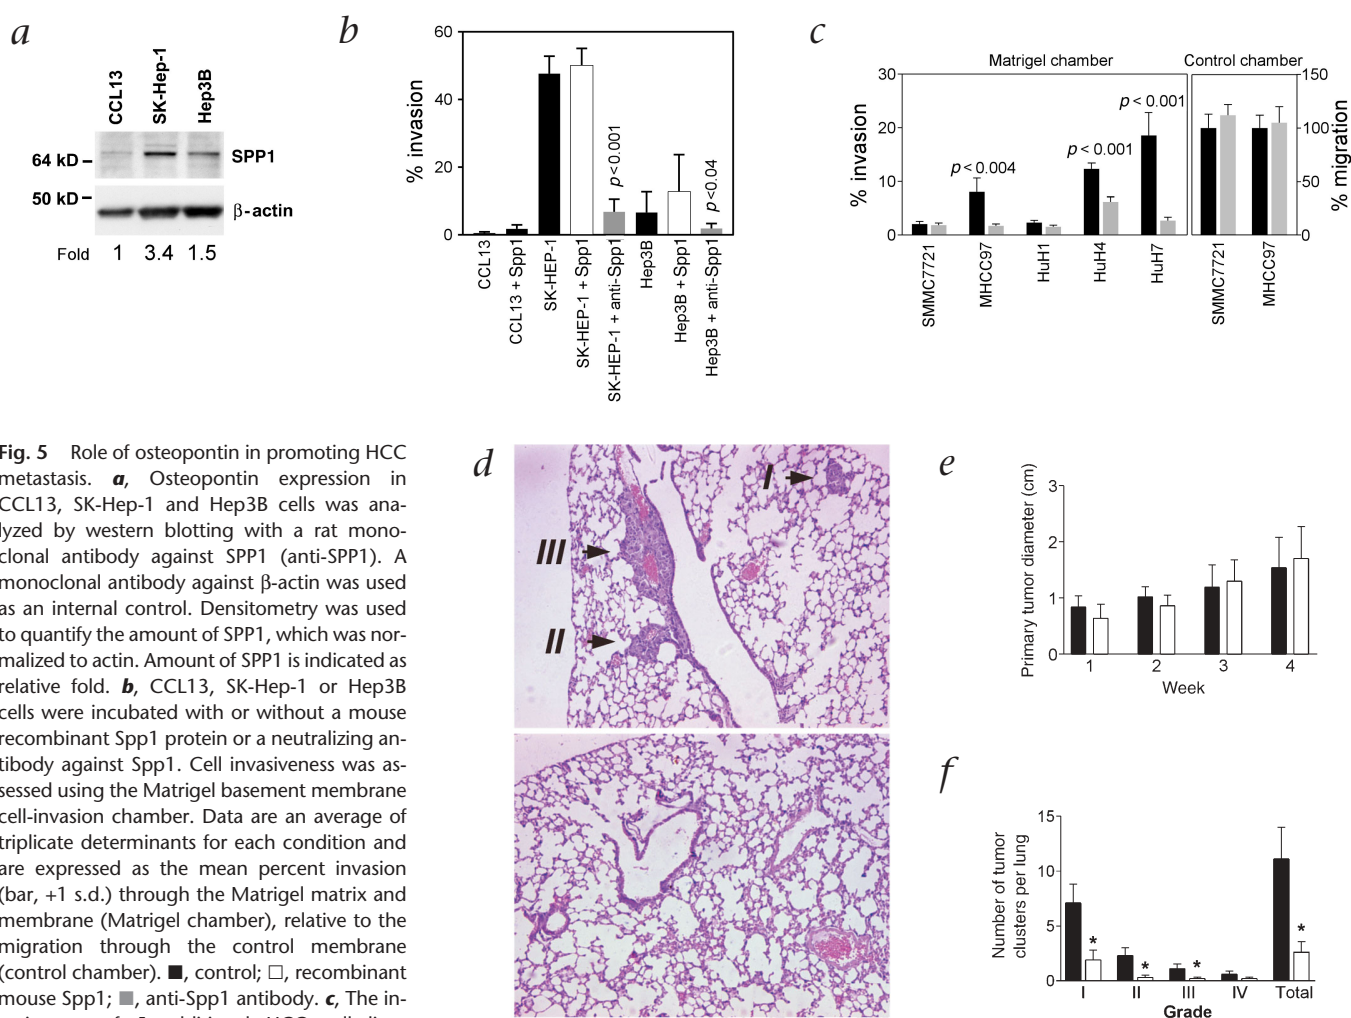 a
CCL13
SK-Hep-1
Hep3B
64 kD
SPP1
50 kD
β-actin
Fold 1 3.4 1.5
b
60
40
20
0
% invasion
p<0.001
p<0.04
CCL13
CCL13 + Spp1
SK-HEP-1
SK-HEP-1 + Spp1
SK-HEP-1 + anti-Spp1
Hep3B
Hep3B + Spp1
Hep3B + anti-Spp1
c
Matrigel chamber
Control chamber
30
20
10
0
% invasion
p < 0.004
p < 0.001
p < 0.001
150
100
50
0
% migration
SMMC7721
MHCC97
HuH1
HuH4
HuH7
SMMC7721
MHCC97
Fig. 5 Role of osteopontin in promoting HCC
metastasis. a, Osteopontin expression in
CCL13, SK-Hep-1 and Hep3B cells was ana-
lyzed by western blotting with a rat mono-
clonal antibody against SPP1 (anti-SPP1). A
monoclonal antibody against β-actin was used
as an internal control. Densitometry was used
to quantify the amount of SPP1, which was nor-
malized to actin. Amount of SPP1 is indicated as
relative fold. b, CCL13, SK-Hep-1 or Hep3B
cells were incubated with or without a mouse
recombinant Spp1 protein or a neutralizing an-
tibody against Spp1. Cell invasiveness was as-
sessed using the Matrigel basement membrane
cell-invasion chamber. Data are an average of
triplicate determinants for each condition and
are expressed as the mean percent invasion
(bar, +1 s.d.) through the Matrigel matrix and
membrane (Matrigel chamber), relative to the
migration through the control membrane
(control chamber). ■, control; □, recombinant
mouse Spp1; ■, anti-Spp1 antibody. c, The in-
d
I
III
II
e
3
2
1
0
Primary tumor diameter (cm)
1 2 3 4
Week
f
15
10
5
0
Number of tumor
clusters per lung
* * * *
I II III IV Total
Grade